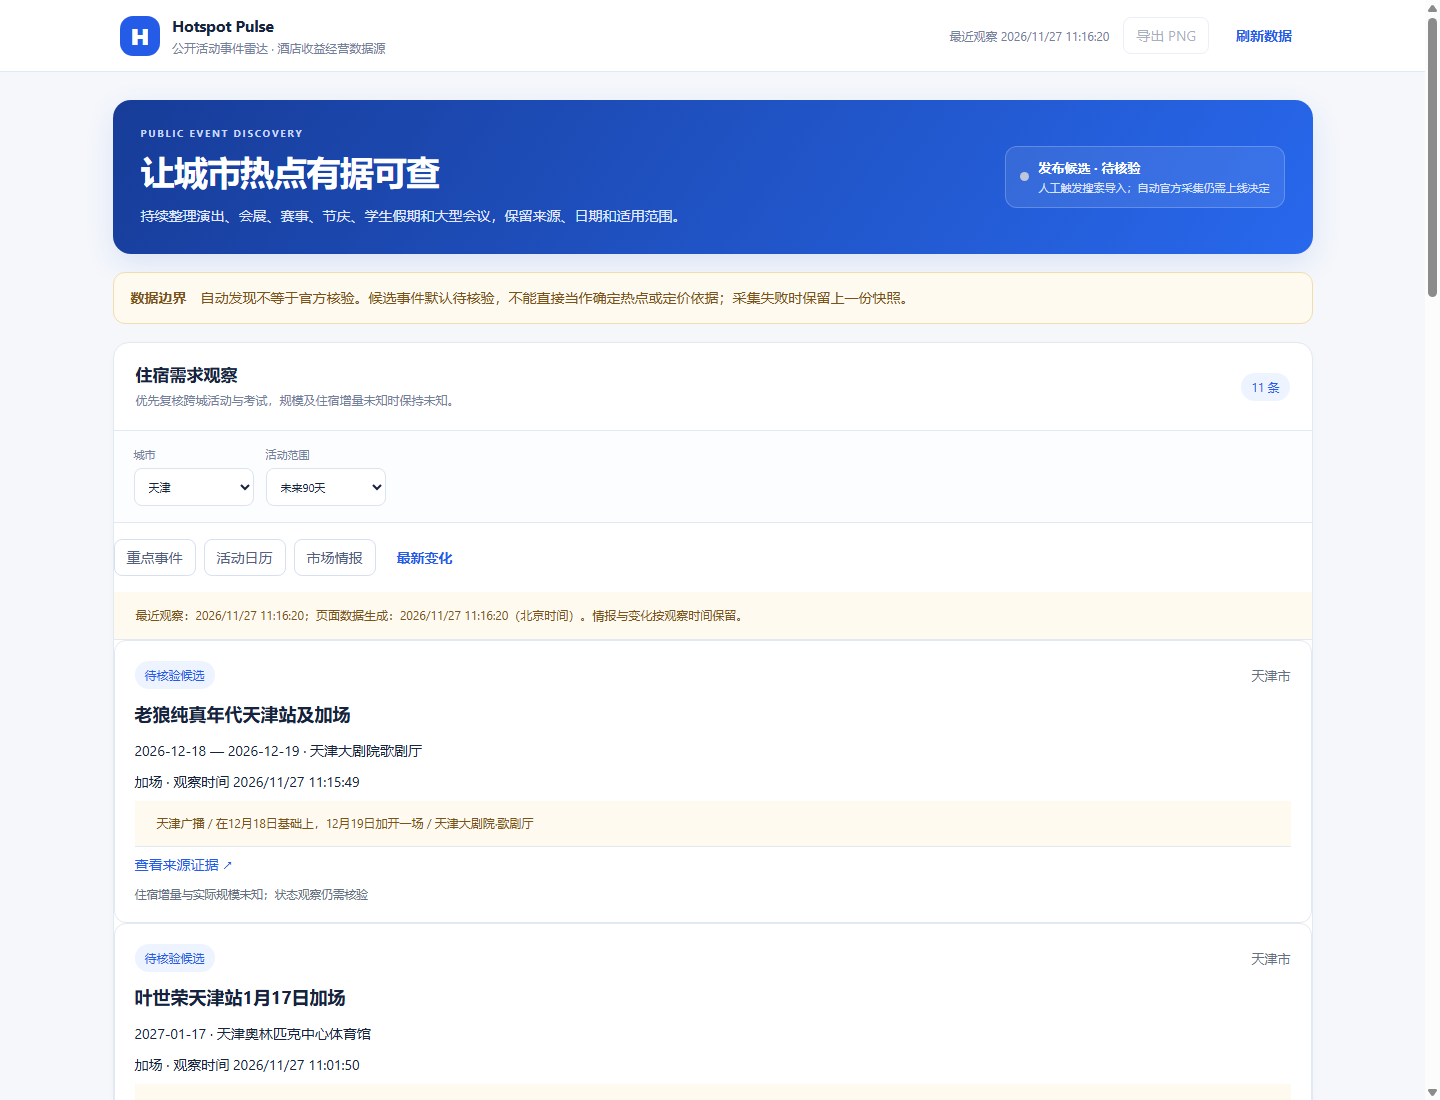 H
Hotspot Pulse
公开活动事件雷达 · 酒店收益经营数据源
最近观察 2026/11/27 11:16:20
导出 PNG
刷新数据
PUBLIC EVENT DISCOVERY
让城市热点有据可查
持续整理演出、会展、赛事、节庆、学生假期和大型会议，保留来源、日期和适用范围。
发布候选 · 待核验
人工触发搜索导入；自动官方采集仍需上线决定
数据边界 自动发现不等于官方核验。候选事件默认待核验，不能直接当作确定热点或定价依据；采集失败时保留上一份快照。
住宿需求观察
优先复核跨城活动与考试，规模及住宿增量未知时保持未知。
11 条
城市
活动范围
天津
未来90天
重点事件
活动日历
市场情报
最新变化
最近观察：2026/11/27 11:16:20；页面数据生成：2026/11/27 11:16:20（北京时间）。情报与变化按观察时间保留。
待核验候选
天津市
老狼纯真年代天津站及加场
2026-12-18 — 2026-12-19 · 天津大剧院歌剧厅
加场 · 观察时间 2026/11/27 11:15:49
天津广播 / 在12月18日基础上，12月19日加开一场 / 天津大剧院·歌剧厅
查看来源证据 ↗
住宿增量与实际规模未知；状态观察仍需核验
待核验候选
天津市
叶世荣天津站1月17日加场
2027-01-17 · 天津奥林匹克中心体育馆
加场 · 观察时间 2026/11/27 11:01:50